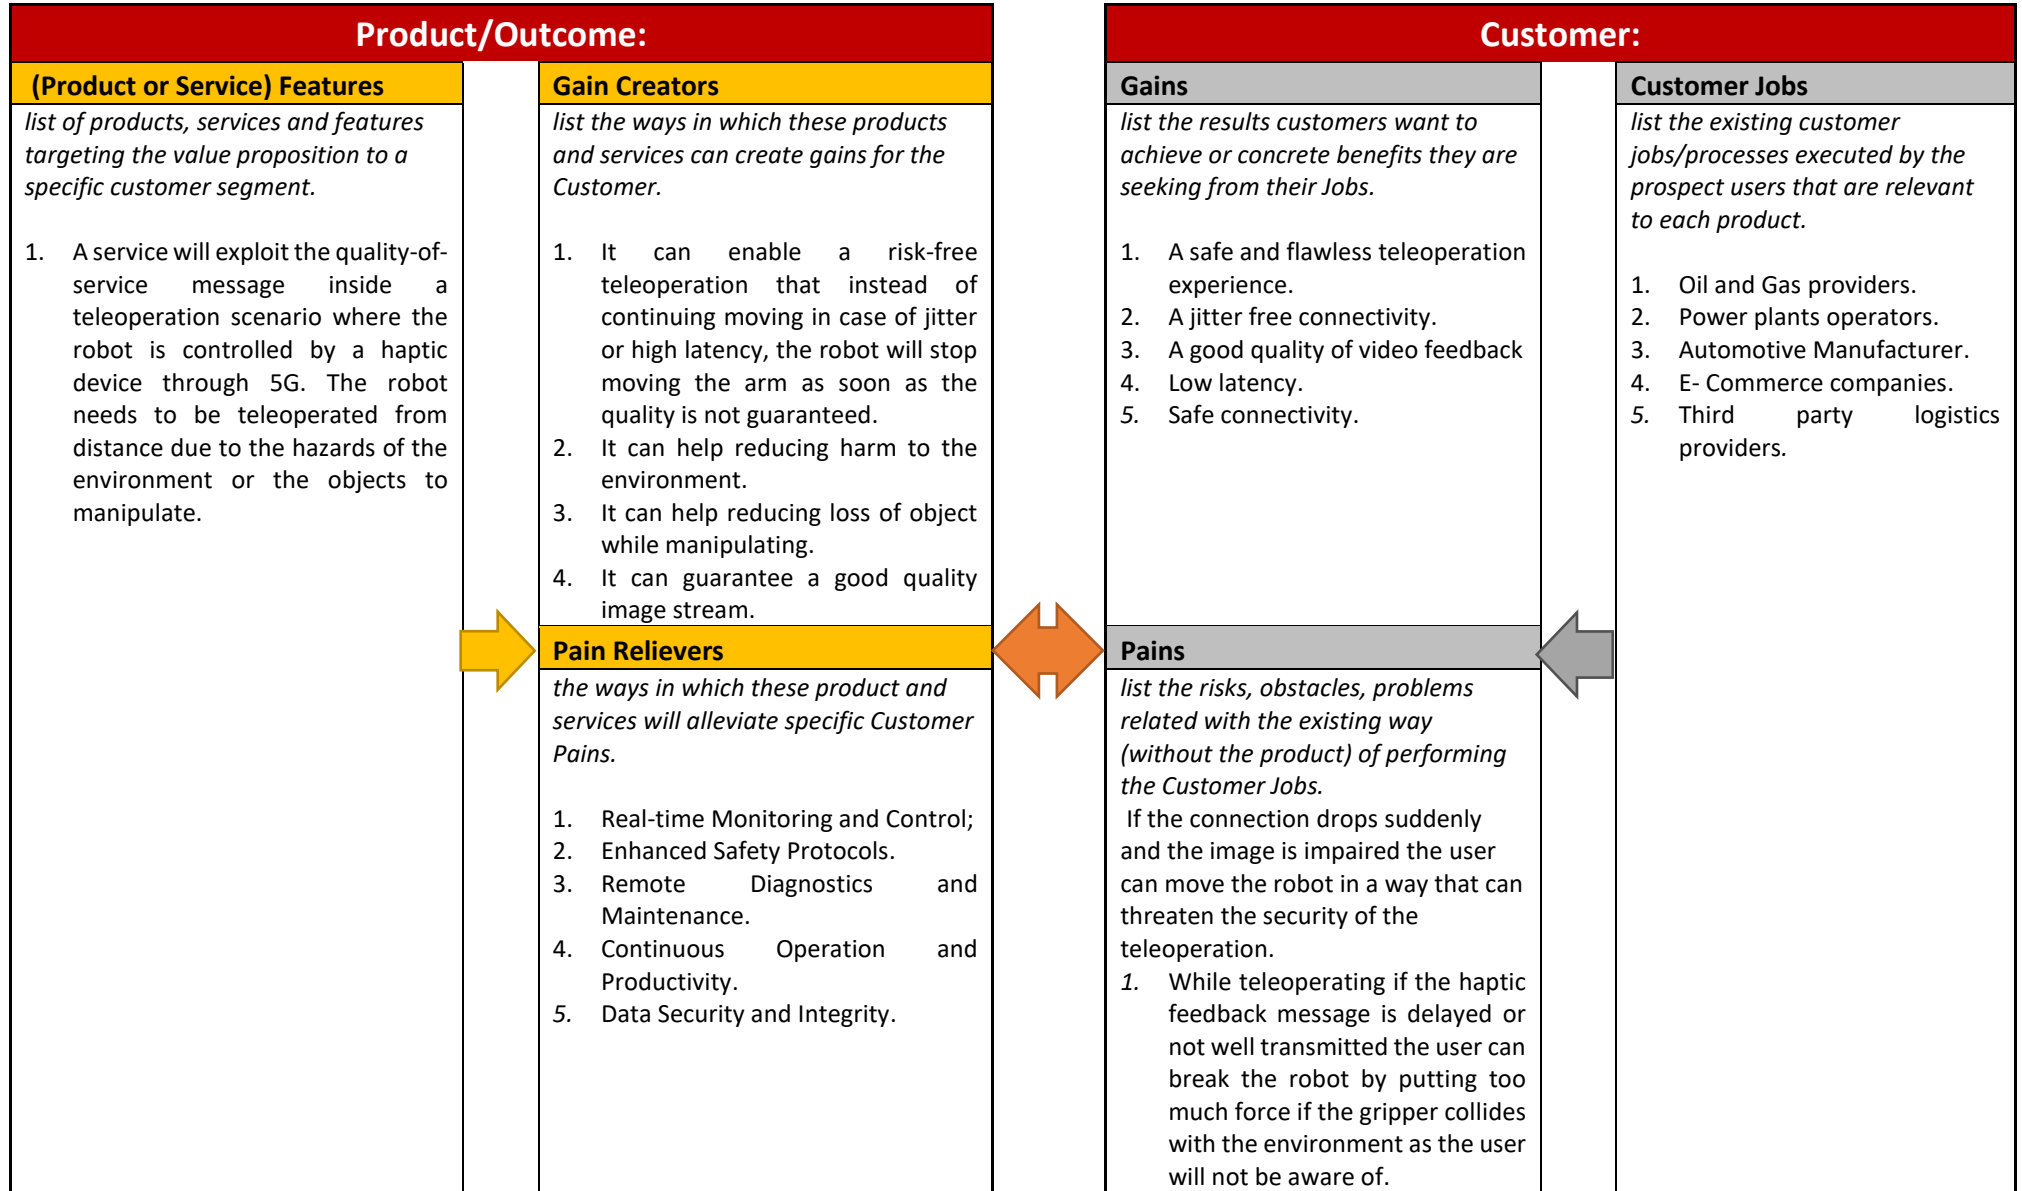 Product/Outcome:
(Product or Service) Features
list of products, services and features
targeting the value proposition to a
specific customer segment.
1. A service will exploit the quality-of-
service message inside a
teleoperation scenario where the
robot is controlled by a haptic
device through 5G. The robot
needs to be teleoperated from
distance due to the hazards of the
environment or the objects to
manipulate.
Gain Creators
list the ways in which these products
and services can create gains for the
Customer.
1. It can enable a risk-free
teleoperation that instead of
continuing moving in case of jitter
or high latency, the robot will stop
moving the arm as soon as the
quality is not guaranteed.
2. It can help reducing harm to the
environment.
3. It can help reducing loss of object
while manipulating.
4. It can guarantee a good quality
image stream.
Pain Relievers
the ways in which these product and
services will alleviate specific Customer
Pains.
1. Real-time Monitoring and Control;
2. Enhanced Safety Protocols.
3. Remote Diagnostics and
Maintenance.
4. Continuous Operation and
Productivity.
5. Data Security and Integrity.
Customer:
Gains
list the results customers want to
achieve or concrete benefits they are
seeking from their Jobs.
1. A safe and flawless teleoperation
experience.
2. A jitter free connectivity.
3. A good quality of video feedback
4. Low latency.
5. Safe connectivity.
Pains
list the risks, obstacles, problems
related with the existing way
(without the product) of performing
the Customer Jobs.
If the connection drops suddenly
and the image is impaired the user
can move the robot in a way that can
threaten the security of the
teleoperation.
1. While teleoperating if the haptic
feedback message is delayed or
not well transmitted the user can
break the robot by putting too
much force if the gripper collides
with the environment as the user
will not be aware of.
Customer Jobs
list the existing customer
jobs/processes executed by the
prospect users that are relevant
to each product.
1. Oil and Gas providers.
2. Power plants operators.
3. Automotive Manufacturer.
4. E- Commerce companies.
5. Third party logistics
providers.